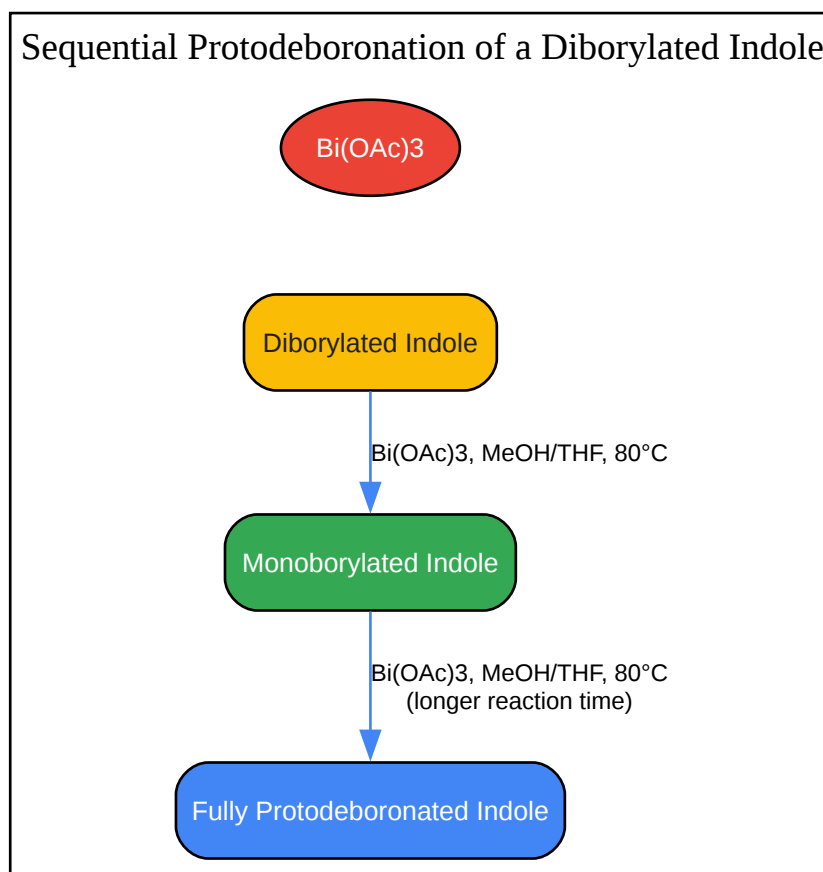 Sequential Protodeboronation of a Diborylated Indole
Bi(OAc)3
Diborylated Indole
Bi(OAc)3, MeOH/THF, 80°C
Monoborylated Indole
Bi(OAc)3, MeOH/THF, 80°C
(longer reaction time)
Fully Protodeboronated Indole